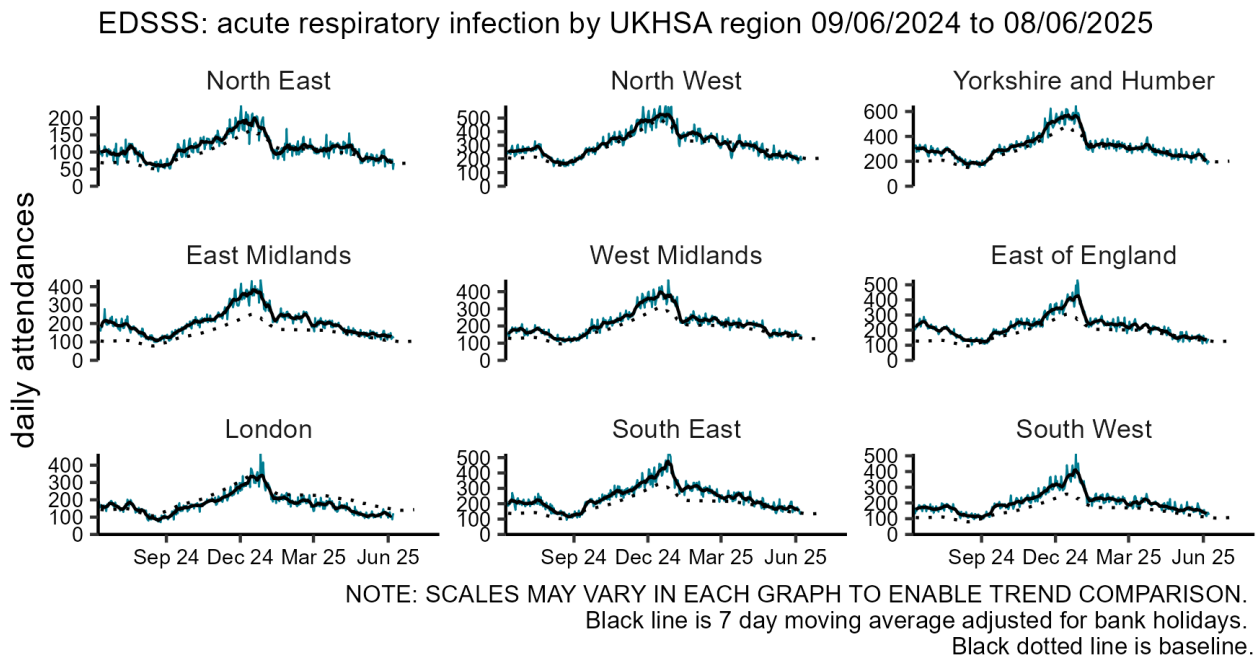 EDSSS: acute respiratory infection by UKHSA region 09/06/2024 to 08/06/2025
daily attendances
North East
200
150
100
50
0
North West
500
400
300
200
100
0
Yorkshire and Humber
600
400
200
0
East Midlands
400
300
200
100
0
West Midlands
400
300
200
100
0
East of England
500
400
300
200
100
0
London
400
300
200
100
0
Sep 24 Dec 24 Mar 25 Jun 25
South East
500
400
300
200
100
0
Sep 24 Dec 24 Mar 25 Jun 25
South West
500
400
300
200
100
0
Sep 24 Dec 24 Mar 25 Jun 25
NOTE: SCALES MAY VARY IN EACH GRAPH TO ENABLE TREND COMPARISON.
Black line is 7 day moving average adjusted for bank holidays.
Black dotted line is baseline.